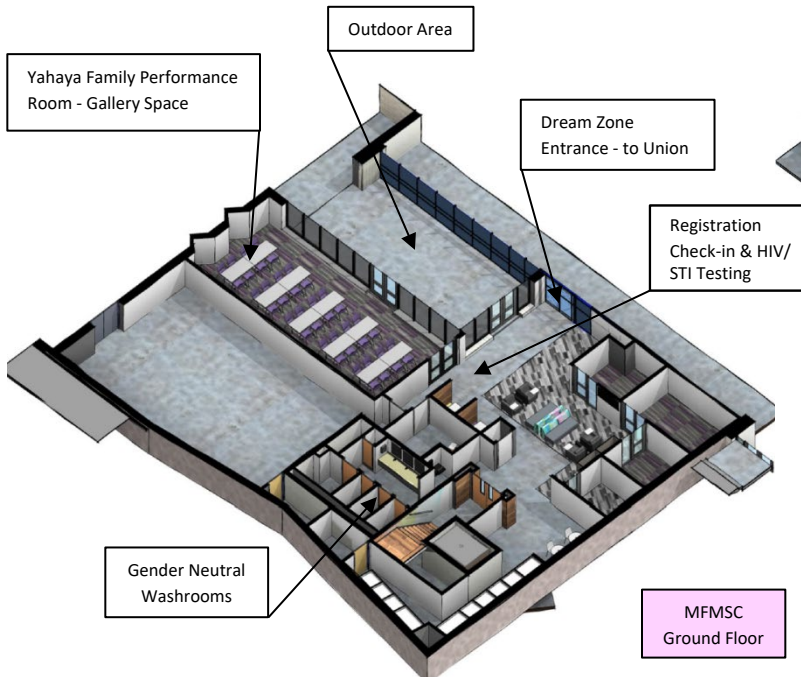 Outdoor Area
Yahaya Family Performance
Room - Gallery Space
Dream Zone
Entrance - to Union
Registration
Check-in & HIV/
STI Testing
Gender Neutral
Washrooms
MFMSC
Ground Floor